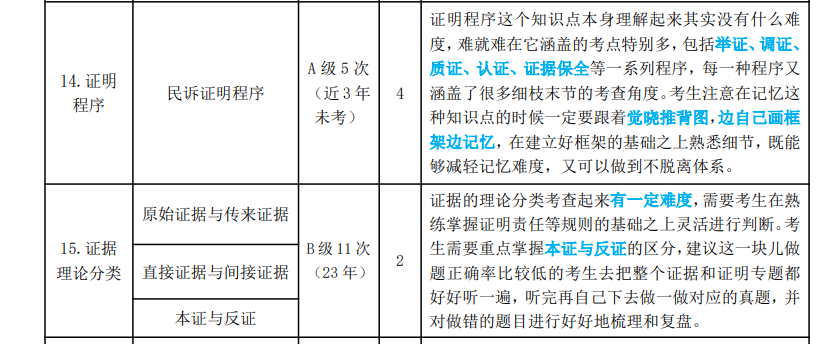 14.证明
程序
民诉证明程序
A 级 5 次
（近 3 年
未考）
4
证明程序这个知识点本身理解起来其实没有什么难
度，难就难在它涵盖的考点特别多，包括举证、调证、
质证、认证、证据保全等一系列程序，每一种程序又
涵盖了很多细枝末节的考查角度。考生注意在记忆这
种知识点的时候一定要跟着觉晓推背图，边自己画框
架边记忆，在建立好框架的基础之上熟悉细节，既能
够减轻记忆难度，又可以做到不脱离体系。
15.证据
理论分类
原始证据与传来证据
直接证据与间接证据
本证与反证
B 级 11 次
（23 年）
2
证据的理论分类考查起来有一定难度，需要考生在熟
练掌握证明责任等规则的基础之上灵活进行判断。考
生需要重点掌握本证与反证的区分，建议这一块儿做
题正确率比较低的考生去把整个证据和证明专题都
好好听一遍，听完再自己下去做一做对应的真题，并
对做错的题目进行好好地梳理和复盘。